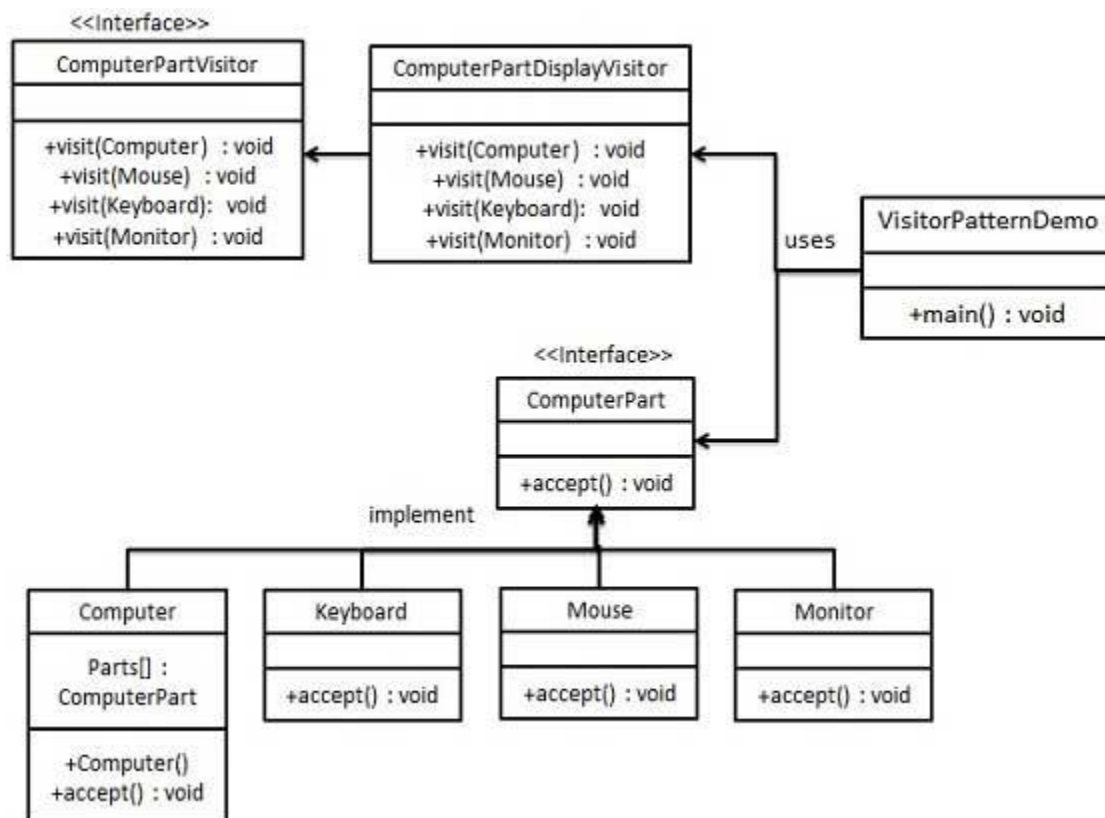 <<Interface>>
ComputerPartVisitor
+visit(Computer) : void
+visit(Mouse) : void
+visit(Keyboard): void
+visit(Monitor) : void
ComputerPartDisplayVisitor
+visit(Computer) : void
+visit(Mouse) : void
+visit(Keyboard): void
+visit(Monitor) : void
uses
VisitorPatternDemo
+main() : void
<<Interface>>
ComputerPart
+accept() : void
implement
Computer
Parts[] :
ComputerPart
+Computer()
+accept() : void
Keyboard
+accept() : void
Mouse
+accept() : void
Monitor
+accept() : void